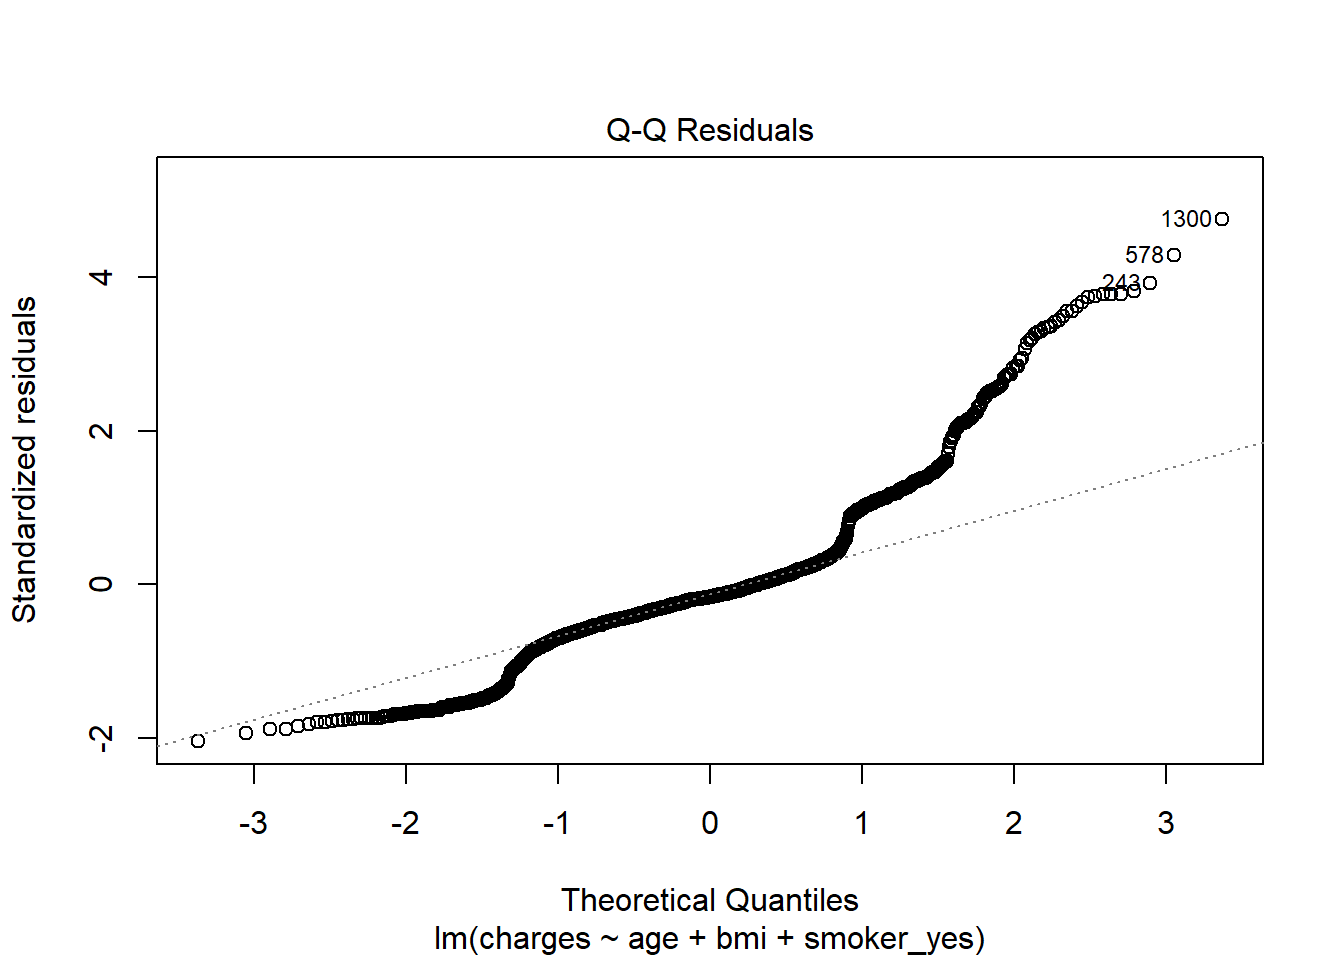 Q-Q Residuals
1300
578
243
4
2
0
-2
Standardized residuals
-3 -2 -1 0 1 2 3
Theoretical Quantiles
lm(charges ~ age + bmi + smoker_yes)